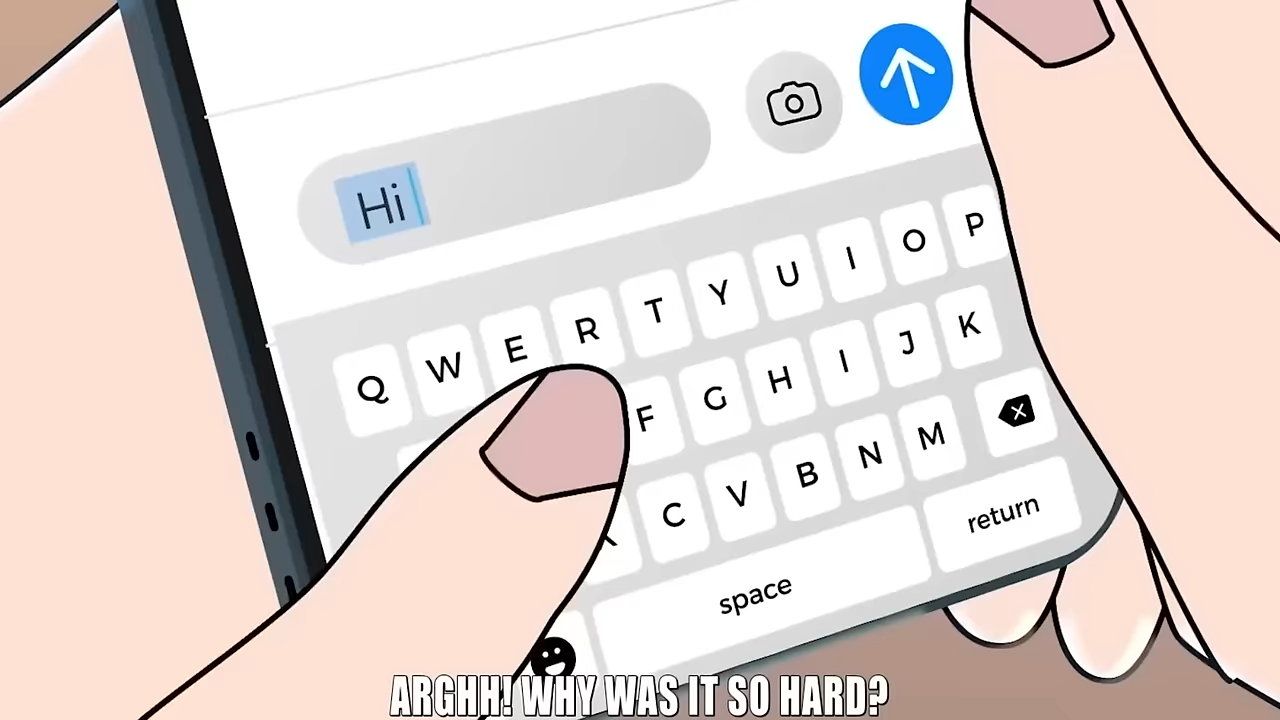 Hi
Q W E R T Y U I O P
F G H I J K
C V B N M
space return
ARGHH! WHY WAS IT SO HARD?